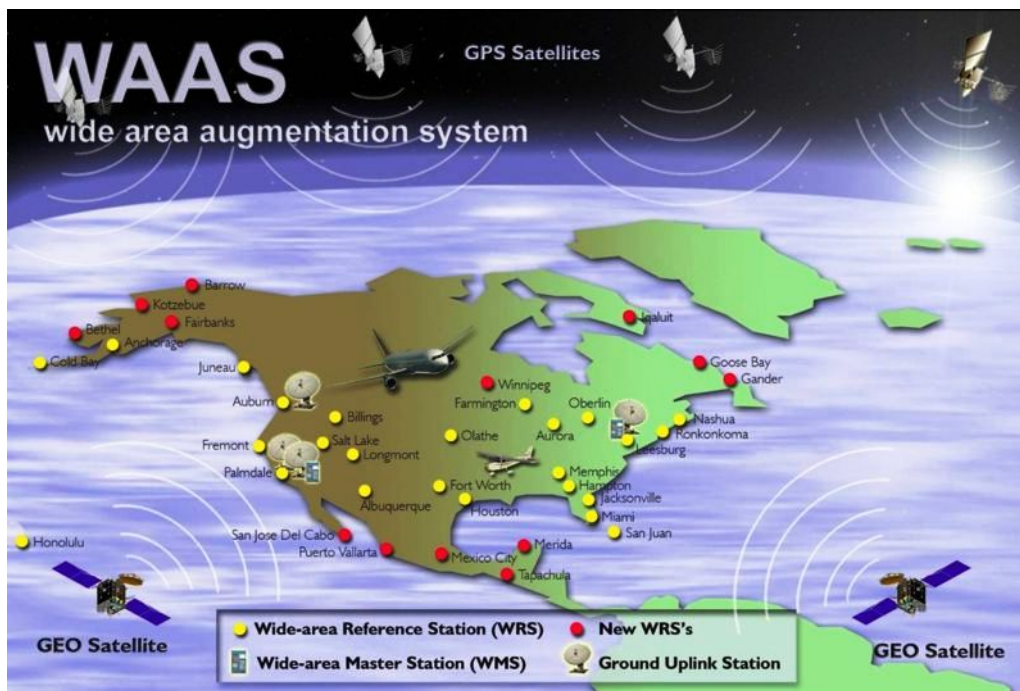 WAAS
GPS Satellites
wide area augmentation system
Barrow
Kotzebue
Fairbanks
Bethel
Anchorage
Cold Bay
Juneau
Iqaluit
Goose Bay
Gander
Winnipeg
Auburn
Farmington
Oberlin
Billings
Nashua
Aurora
Ronkonkoma
Fremont
Salt Lake
Olathe
Leesburg
Longmont
Palmdale
Memphis
Fort Worth
Hampton
Albuquerque
Houston
Jacksonville
Miami
San Jose Del Cabo
San Juan
Honolulu
Puerto Vallarta
Mexico City
Merida
Tapachula
GEO Satellite
GEO Satellite
Wide-area Reference Station (WRS)
New WRS's
Wide-area Master Station (WMS)
Ground Uplink Station